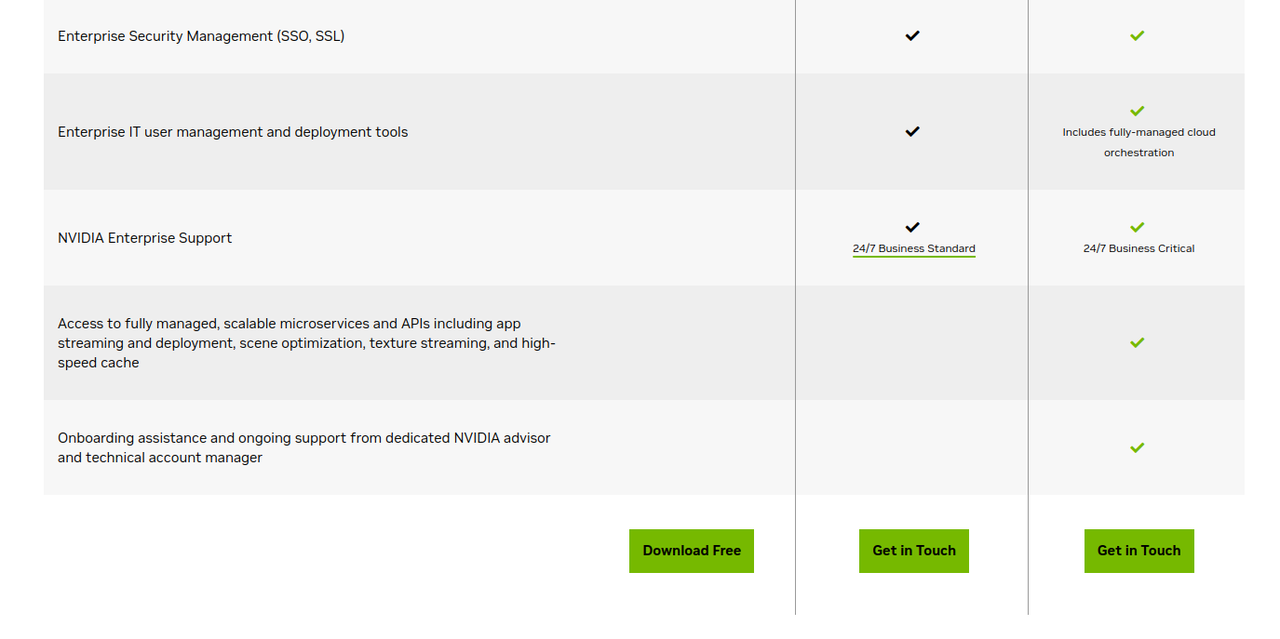 Enterprise Security Management (SSO, SSL)
Enterprise IT user management and deployment tools
Includes fully-managed cloud
orchestration
NVIDIA Enterprise Support
24/7 Business Standard
24/7 Business Critical
Access to fully managed, scalable microservices and APIs including app
streaming and deployment, scene optimization, texture streaming, and high-
speed cache
Onboarding assistance and ongoing support from dedicated NVIDIA advisor
and technical account manager
Download Free
Get in Touch
Get in Touch